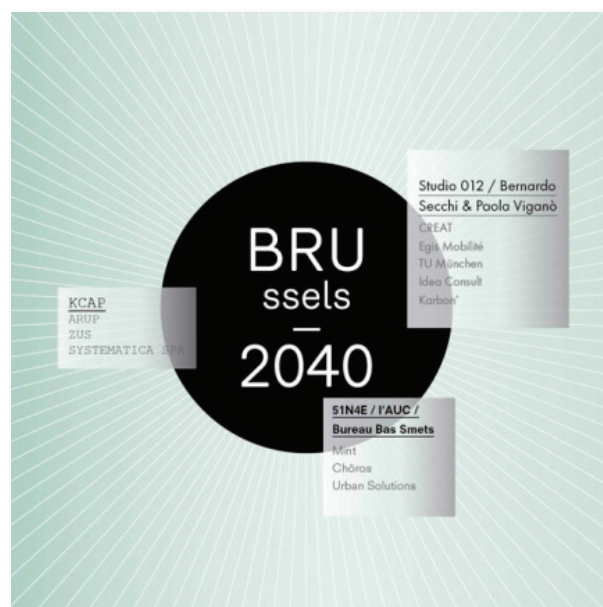 BRU
ssels
—
2040
Studio 012 / Bernardo
Secchi & Paola Viganò
CREAT
Egis Mobilité
TU München
Idea Consult
Karbon'
KCAP
ARUP
ZUS
SYSTEMATICA SPA
51N4E / l'AUC /
Bureau Bas Smets
Mint
Chôros
Urban Solutions